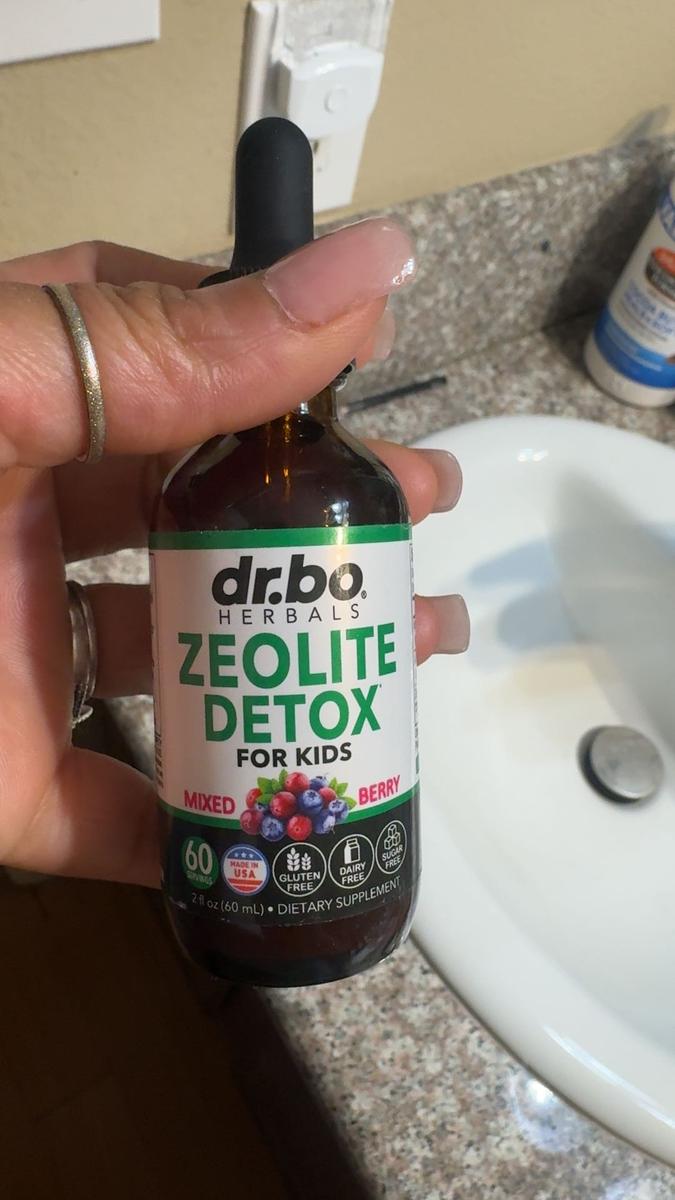 dr.bo®
HERBALS
ZEOLITE
DETOX
FOR KIDS
MIXED BERRY
60
SERVINGS
MADE IN
USA
GLUTEN
FREE
DAIRY
FREE
SUGAR
FREE
2 fl oz (60 mL) • DIETARY SUPPLEMENT